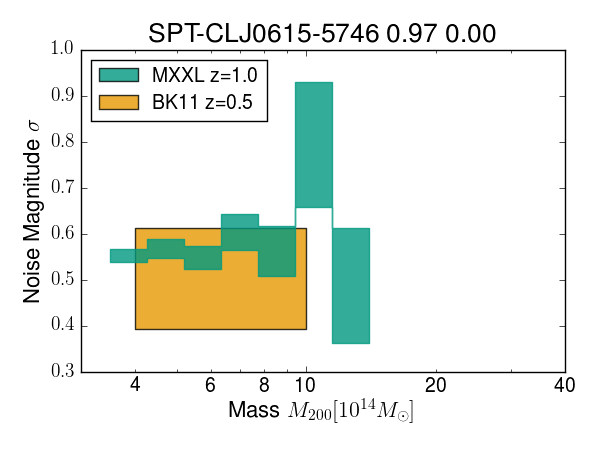 SPT-CLJ0615-5746 0.97 0.00
1.0
0.9
0.8
0.7
0.6
0.5
0.4
0.3
Noise Magnitude σ
MXXL z=1.0
BK11 z=0.5
4 6 8 10 20 40
Mass M₂₀₀[10¹⁴M☉]